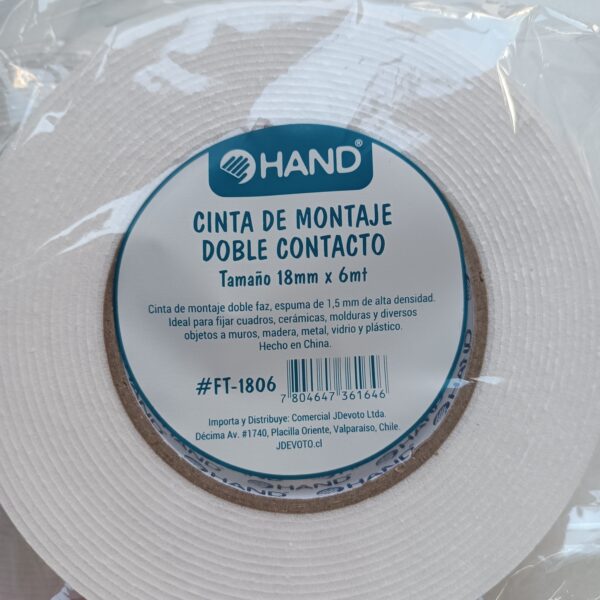 HAND®
CINTA DE MONTAJE
DOBLE CONTACTO
Tamaño 18mm x 6mt
Cinta de montaje doble faz, espuma de 1,5 mm de alta densidad.
Ideal para fijar cuadros, cerámicas, molduras y diversos
objetos a muros, madera, metal, vidrio y plástico.
Hecho en China.
#FT-1806
7 804647 361646
Importa y Distribuye: Comercial JDevoto Ltda.
Décima Av. #1740, Placilla Oriente, Valparaíso, Chile.
JDEVOTO.cl
HAND HAND HAND